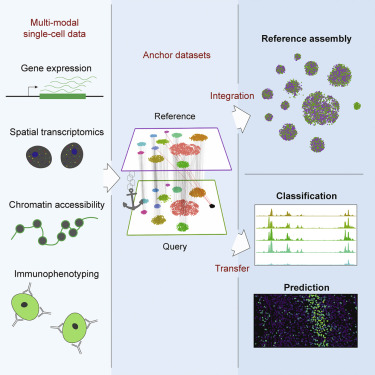 Multi-modal
single-cell data
Gene expression
Spatial transcriptomics
Chromatin accessibility
Immunophenotyping
Anchor datasets
Reference
Query
Integration
Transfer
Reference assembly
Classification
Prediction